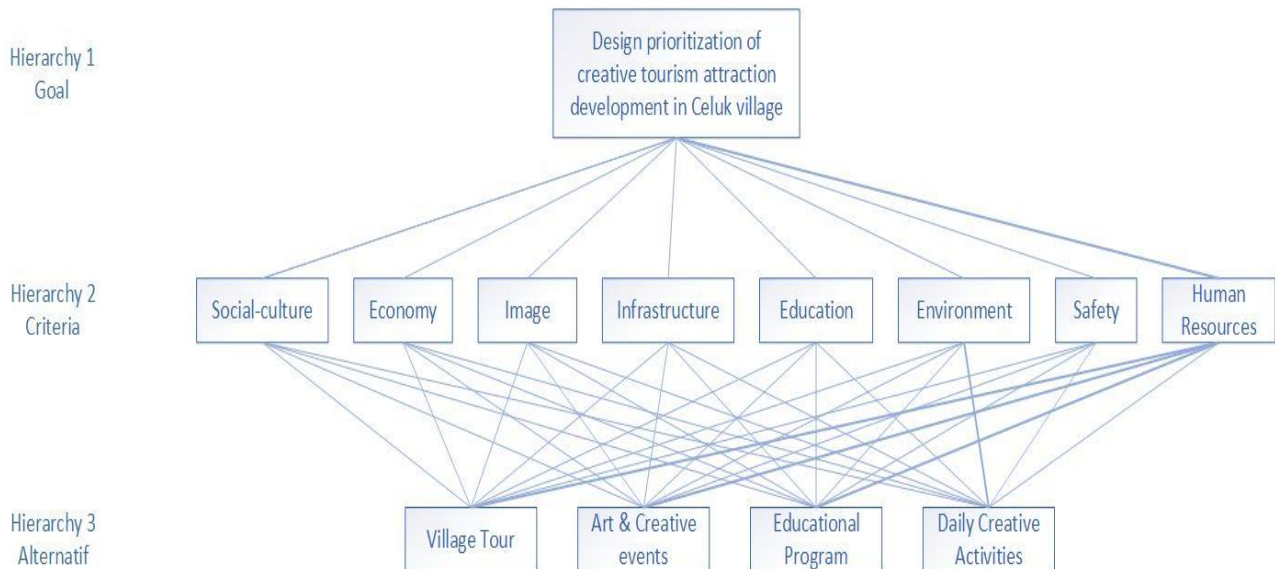 Hierarchy 1
Goal
Design prioritization of
creative tourism attraction
development in Celuk village
Hierarchy 2
Criteria
Social-culture
Economy
Image
Infrastructure
Education
Environment
Safety
Human
Resources
Hierarchy 3
Alternatif
Village Tour
Art & Creative
events
Educational
Program
Daily Creative
Activities